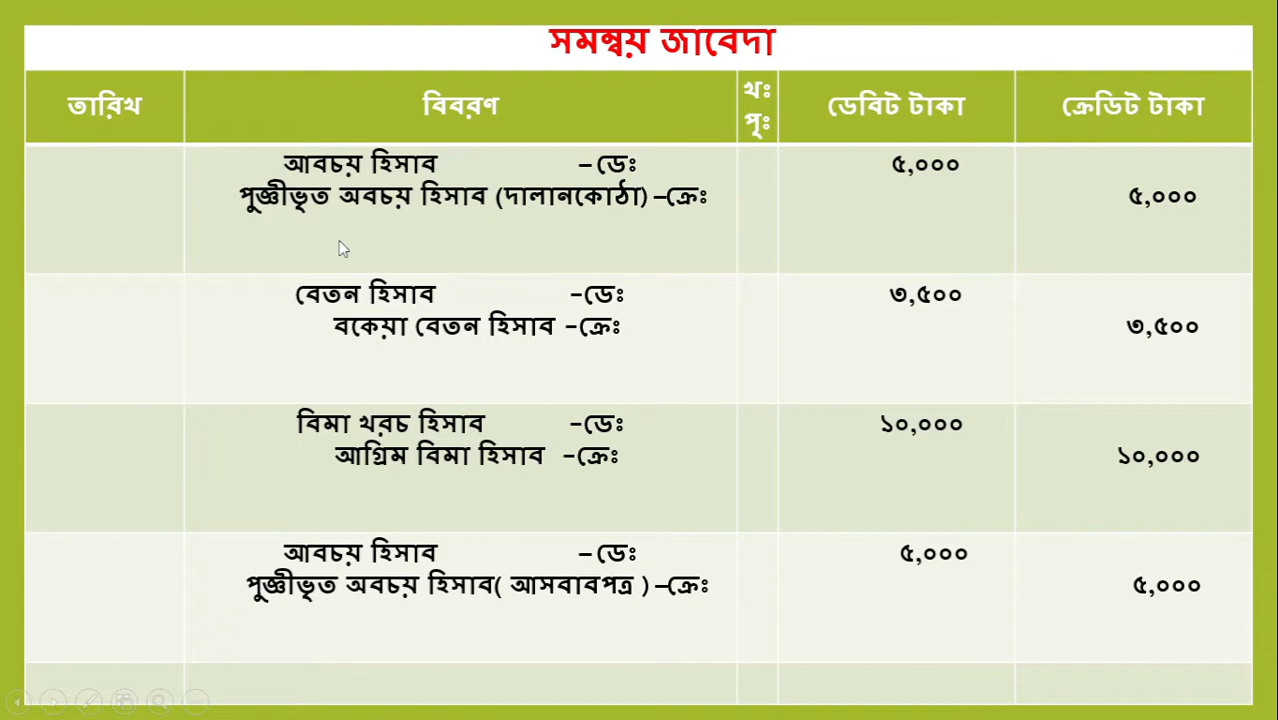 সমন্বয় জাবেদা
তারিখ বিবরণ খঃ পৃঃ ডেবিট টাকা ক্রেডিট টাকা
আবচয় হিসাব –ডেঃ ৫,০০০
পুজ্ঞীভৃত অবচয় হিসাব (দালানকোঠা) –ক্রেঃ ৫,০০০
বেতন হিসাব –ডেঃ ৩,৫০০
বকেয়া বেতন হিসাব –ক্রেঃ ৩,৫০০
বিমা খরচ হিসাব –ডেঃ ১০,০০০
আগ্রিম বিমা হিসাব –ক্রেঃ ১০,০০০
আবচয় হিসাব –ডেঃ ৫,০০০
পুজ্ঞীভৃত অবচয় হিসাব( আসবাবপত্র ) –ক্রেঃ ৫,০০০